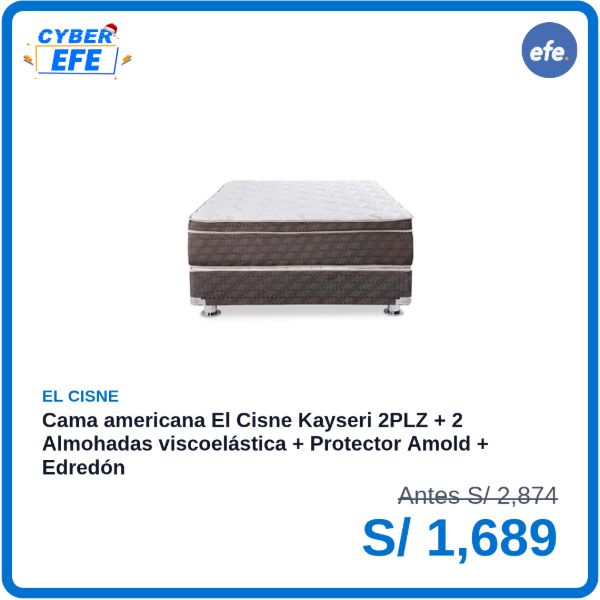 CYBER
EFE
efe.
EL CISNE
Cama americana El Cisne Kayseri 2PLZ + 2
Almohadas viscoelástica + Protector Amold +
Edredón
Antes S/ 2,874
S/ 1,689